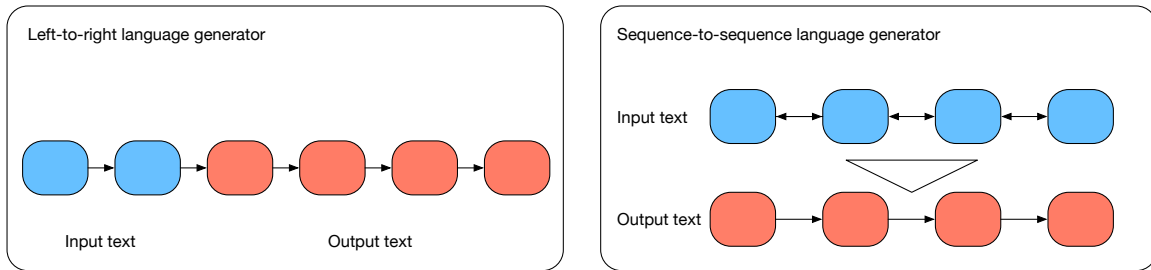 Left-to-right language generator
Input text
Output text
Sequence-to-sequence language generator
Input text
Output text